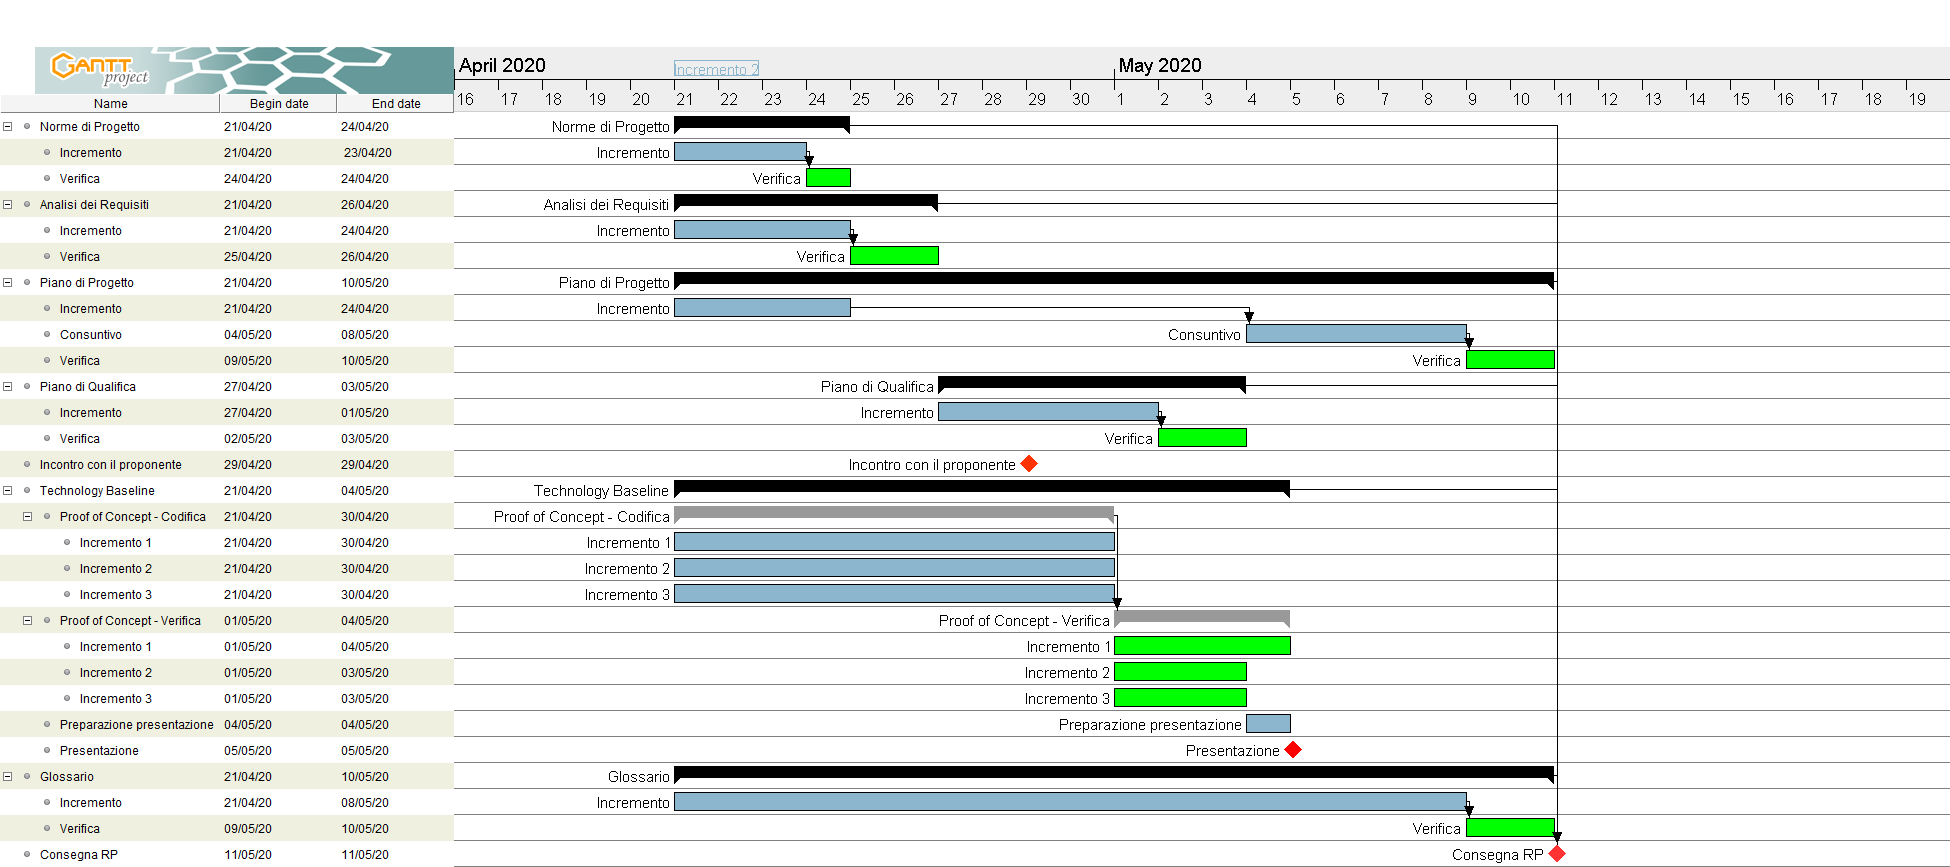 GANTT
project
April 2020 Incremento 2 May 2020
Name Begin date End date 16 17 18 19 20 21 22 23 24 25 26 27 28 29 30 1 2 3 4 5 6 7 8 9 10 11 12 13 14 15 16 17 18 19
Norme di Progetto 21/04/20 24/04/20 Norme di Progetto
Incremento 21/04/20 23/04/20 Incremento
Verifica 24/04/20 24/04/20 Verifica
Analisi dei Requisiti 21/04/20 26/04/20 Analisi dei Requisiti
Incremento 21/04/20 24/04/20 Incremento
Verifica 25/04/20 26/04/20 Verifica
Piano di Progetto 21/04/20 10/05/20 Piano di Progetto
Incremento 21/04/20 24/04/20 Incremento
Consuntivo 04/05/20 08/05/20 Consuntivo
Verifica 09/05/20 10/05/20 Verifica
Piano di Qualifica 27/04/20 03/05/20 Piano di Qualifica
Incremento 27/04/20 01/05/20 Incremento
Verifica 02/05/20 03/05/20 Verifica
Incontro con il proponente 29/04/20 29/04/20 Incontro con il proponente
Technology Baseline 21/04/20 04/05/20 Technology Baseline
Proof of Concept - Codifica 21/04/20 30/04/20 Proof of Concept - Codifica
Incremento 1 21/04/20 30/04/20 Incremento 1
Incremento 2 21/04/20 30/04/20 Incremento 2
Incremento 3 21/04/20 30/04/20 Incremento 3
Proof of Concept - Verifica 01/05/20 04/05/20 Proof of Concept - Verifica
Incremento 1 01/05/20 04/05/20 Incremento 1
Incremento 2 01/05/20 03/05/20 Incremento 2
Incremento 3 01/05/20 03/05/20 Incremento 3
Preparazione presentazione 04/05/20 04/05/20 Preparazione presentazione
Presentazione 05/05/20 05/05/20 Presentazione
Glossario 21/04/20 10/05/20 Glossario
Incremento 21/04/20 08/05/20 Incremento
Verifica 09/05/20 10/05/20 Verifica
Consegna RP 11/05/20 11/05/20 Consegna RP